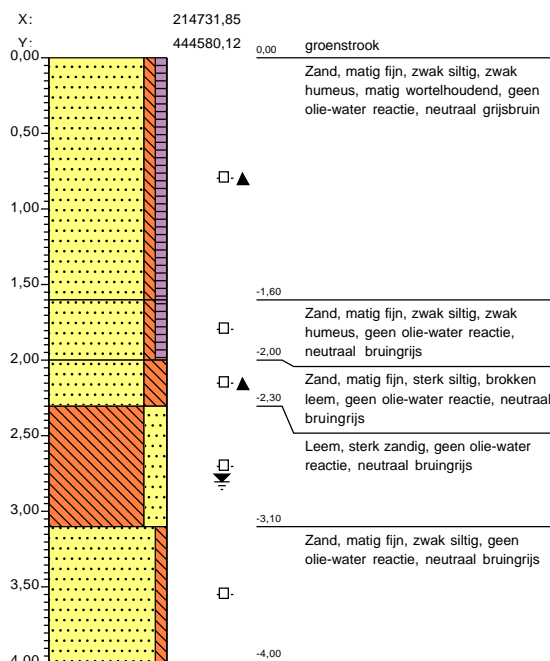 X: 214731,85
Y: 444580,12
0,00 0,00 groenstrook
Zand, matig fijn, zwak siltig, zwak
humeus, matig wortelhoudend, geen
olie-water reactie, neutraal grijsbruin
0,50
1,00
1,50
-1,60
Zand, matig fijn, zwak siltig, zwak
humeus, geen olie-water reactie,
neutraal bruingrijs
2,00 -2,00
Zand, matig fijn, sterk siltig, brokken
leem, geen olie-water reactie, neutraal
bruingrijs
-2,30
Leem, sterk zandig, geen olie-water
reactie, neutraal bruingrijs
2,50
3,00
-3,10
Zand, matig fijn, zwak siltig, geen
olie-water reactie, neutraal bruingrijs
3,50
4,00 -4,00